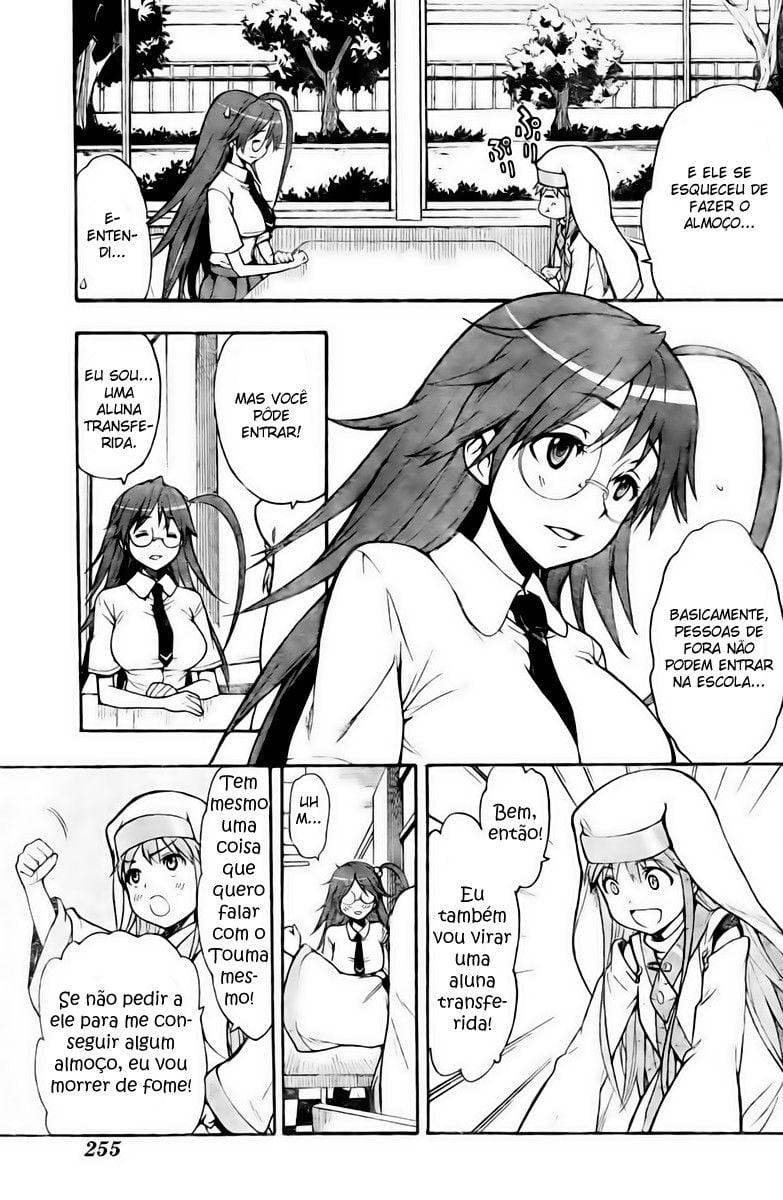 E ELE SE
ESQUECEU DE
FAZER O
ALMOÇO...
ぷ
ぷ
E-
ENTEN-
DI...
BASICAMENTE,
PESSOAS DE
FORA NÃO
PODEM ENTRAR
NA ESCOLA...
MAS VOCÊ
PÔDE
ENTRAR!
EU SOU...
UMA
ALUNA
TRANSFE-
RIDA.
Bem,
então!
Eu
também
vou virar
uma
aluna
transfe-
rida!
UH
M...
Tem
mesmo
uma
coisa
que
quero
falar
com o
Touma
mes-
mo!
Se não pedir a
ele para me con-
seguir algum
almoço, eu vou
morrer de fome!
255